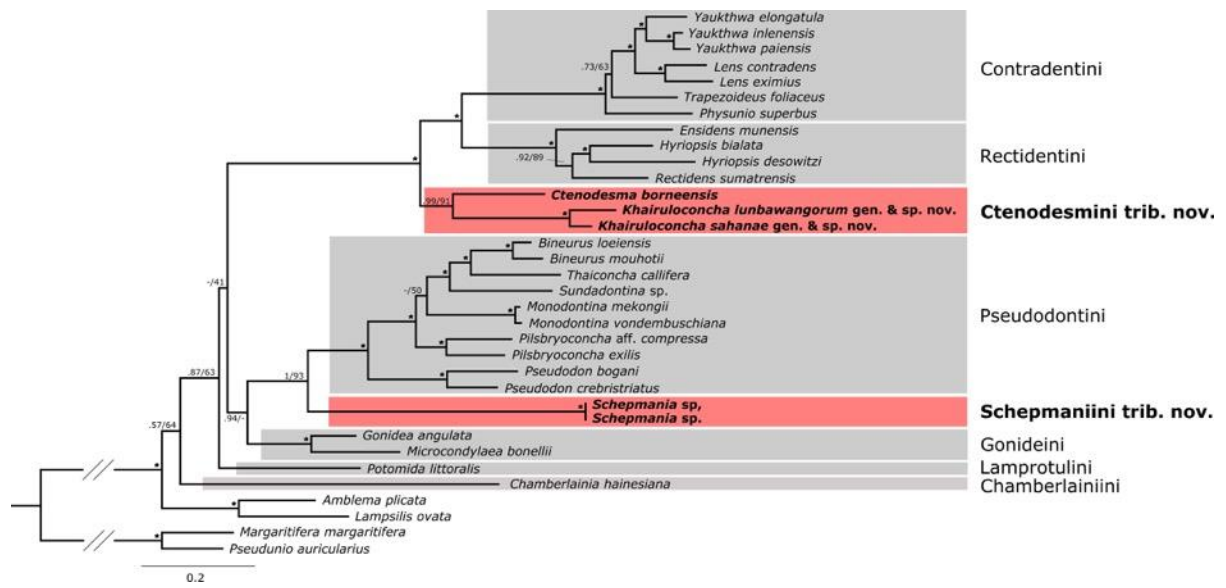 Yaukthwa elongatula
Yaukthwa inlenensis
Yaukthwa paiensis
.73/63
Lens contradens
Contradentini
Lens eximius
Trapezoideus foliaceus
Physunio superbus
Ensidens munensis
Hyriopsis bialata
.92/89
Rectidentini
Hyriopsis desowitzi
Rectidens sumatrensis
.99/91
Ctenodesma borneensis
Khairuloconcha lunbawangorum gen. & sp. nov.
Ctenodesmini trib. nov.
Khairuloconcha sahanae gen. & sp. nov.
Bineurus loeiensis
Bineurus mouhotii
Thaiconcha callifera
-/41
-/50
Sundadontina sp.
Monodontina mekongii
Pseudodontini
Monodontina vondembuschiana
Pilsbryoconcha aff. compressa
Pilsbryoconcha exilis
.87/63
1/93
Pseudodon bogani
Pseudodon crebristriatus
Schepmania sp,
Schepmaniini trib. nov.
Schepmania sp.
.94/-
.57/64
Gonidea angulata
Gonideini
Microcondylaea bonellii
Potomida littoralis
Lamprotulini
Chamberlainia hainesiana
Chamberlainiini
Amblema plicata
Lampsilis ovata
Margaritifera margaritifera
Pseudunio auricularius
0.2